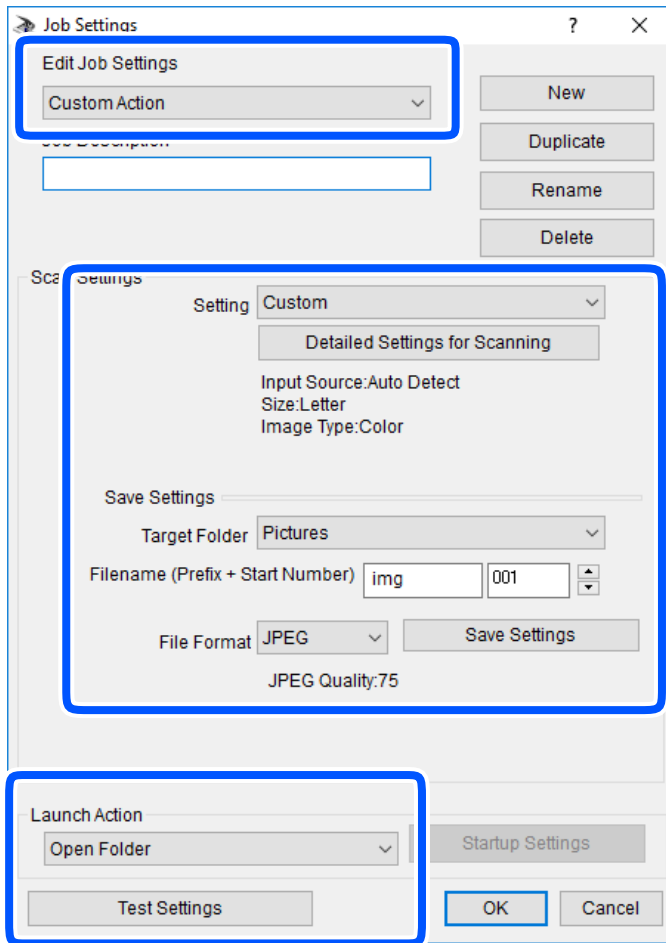 Job Settings
?
Edit Job Settings
Custom Action
New
Duplicate
Rename
Delete
Setting
Custom
Detailed Settings for Scanning
Input Source:Auto Detect
Size:Letter
Image Type:Color
Save Settings
Target Folder
Pictures
Filename (Prefix + Start Number)
img
001
File Format
JPEG
Save Settings
JPEG Quality:75
Launch Action
Open Folder
Startup Settings
Test Settings
OK
Cancel